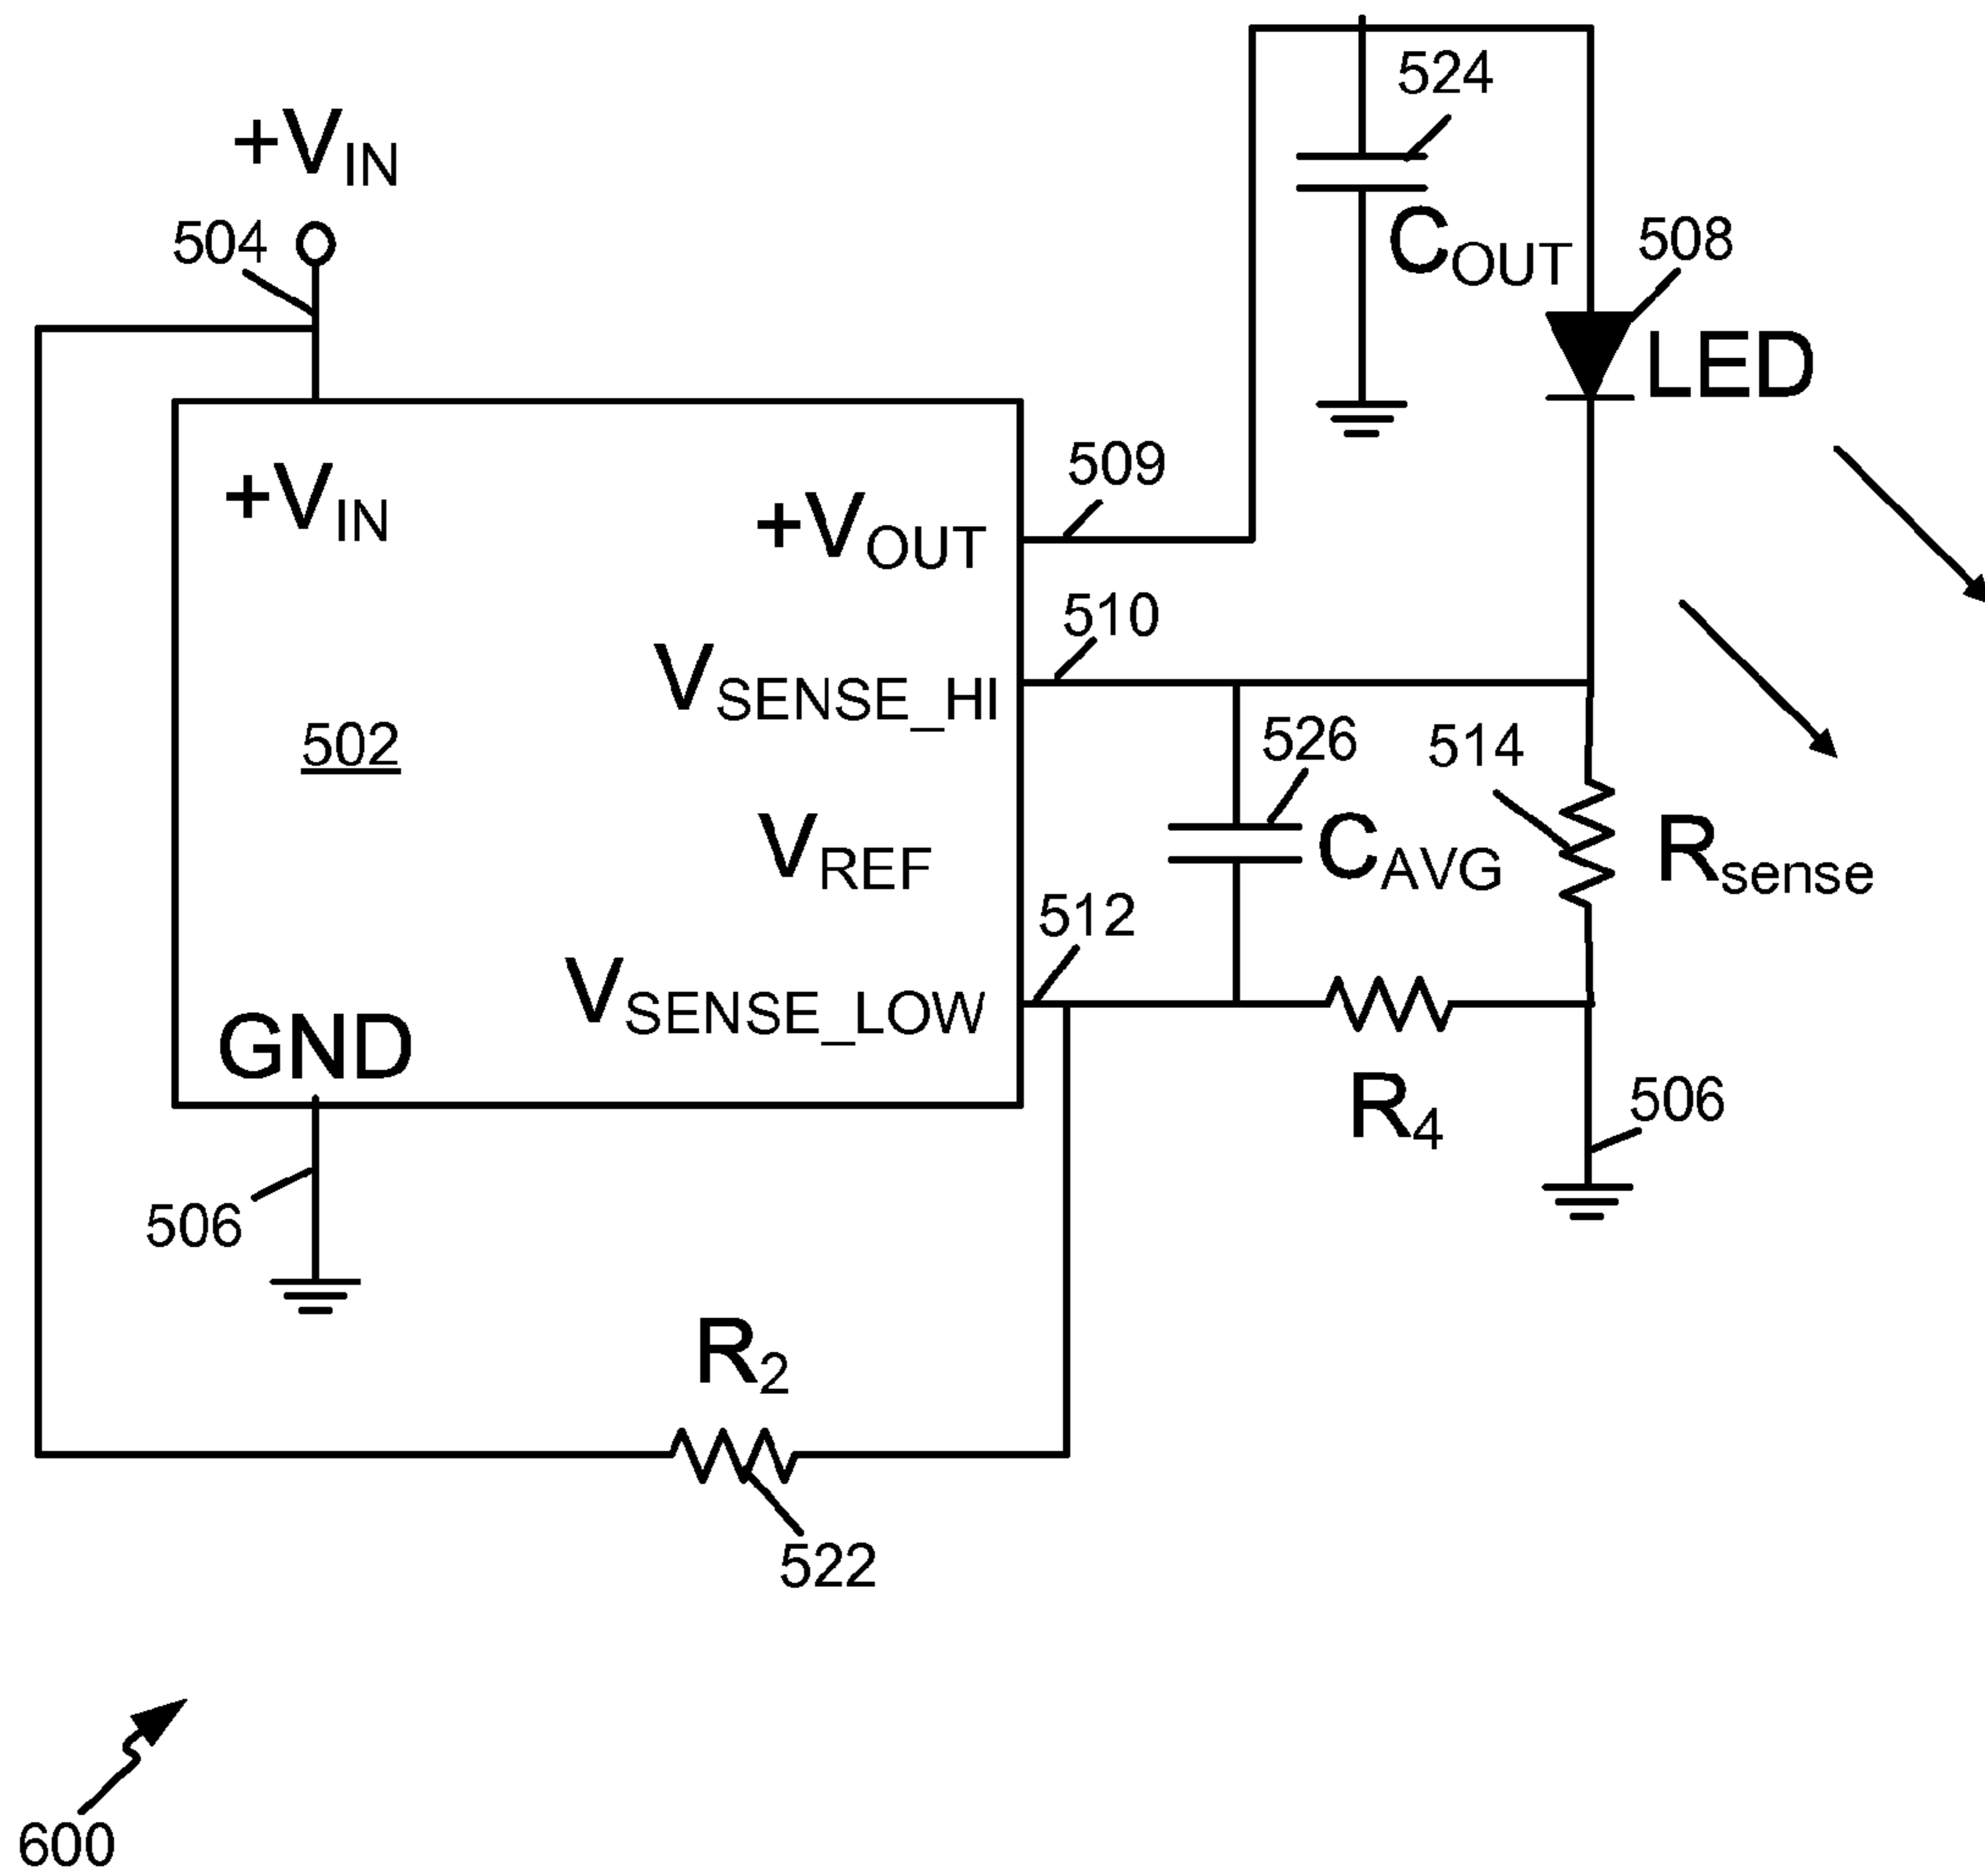 524
+VIN
504
COUT
508
LED
+VIN
509
+VOUT
510
VSENSE_HI
502
526
514
VREF
CAVG
Rsense
512
VSENSE_LOW
GND
R4
506
506
R2
522
600